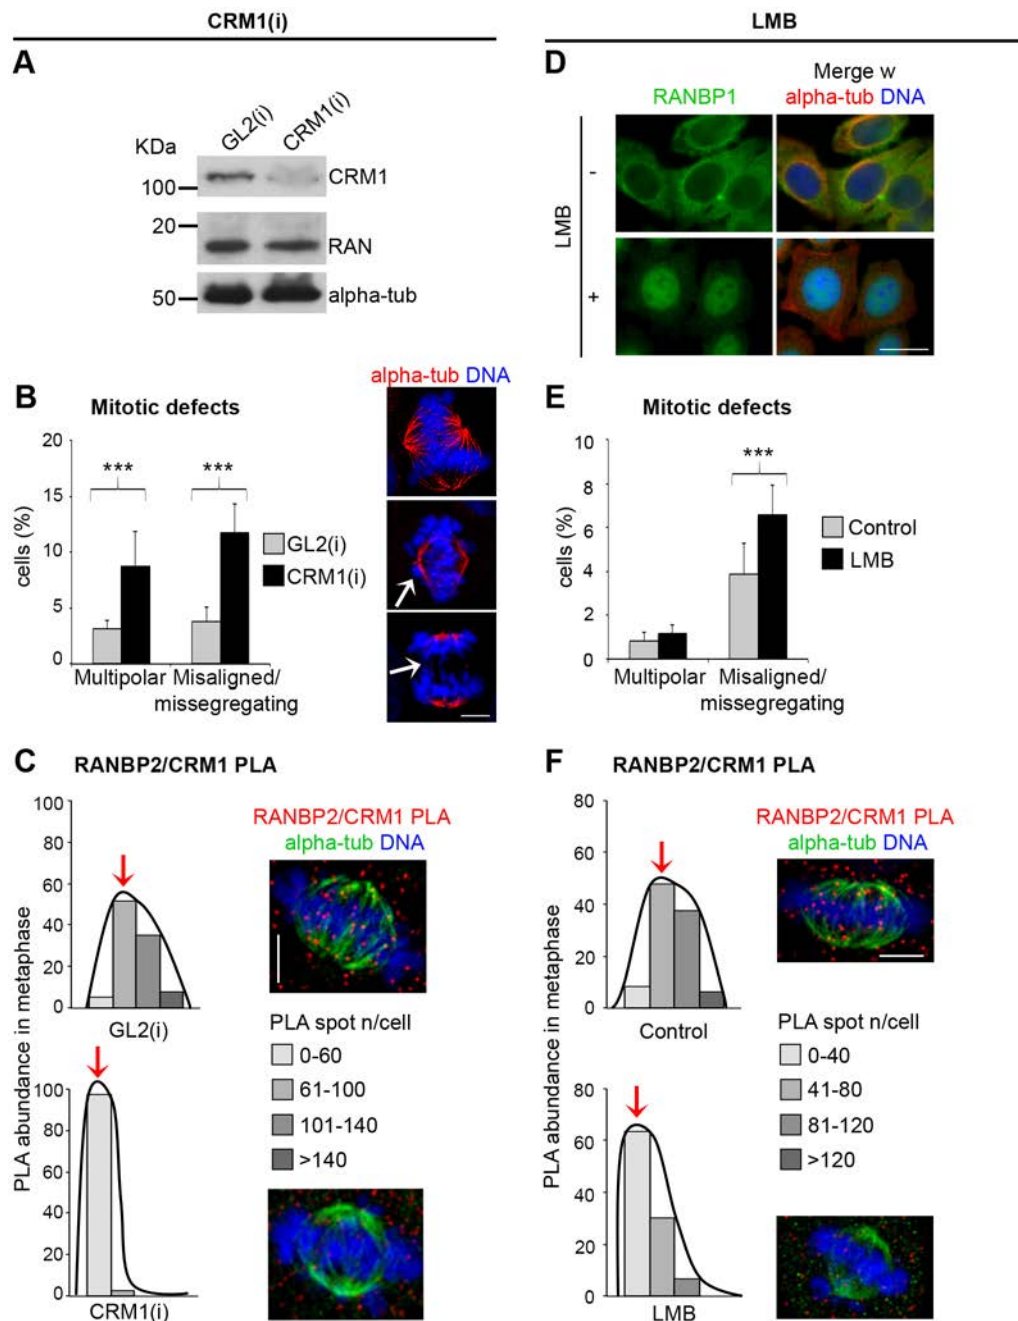 CRM1(i)
LMB
A
GL2(i)
CRM1(i)
KDa
100
CRM1
20
RAN
50
alpha-tub
D
Merge w
RANBP1
alpha-tub DNA
LMB
-
+
B
Mitotic defects
alpha-tub DNA
20
15
10
5
0
cells (%)
***
***
GL2(i)
CRM1(i)
Multipolar
Misaligned/
missegregating
E
Mitotic defects
10
8
6
4
2
0
cells (%)
***
Control
LMB
Multipolar
Misaligned/
missegregating
C
RANBP2/CRM1 PLA
100
80
60
40
20
0
PLA abundance in metaphase
GL2(i)
RANBP2/CRM1 PLA
alpha-tub DNA
PLA spot n/cell
0-60
61-100
101-140
>140
100
80
60
40
20
0
CRM1(i)
F
RANBP2/CRM1 PLA
80
60
40
20
0
PLA abundance in metaphase
Control
RANBP2/CRM1 PLA
alpha-tub DNA
PLA spot n/cell
0-40
41-80
81-120
>120
80
60
40
20
0
LMB